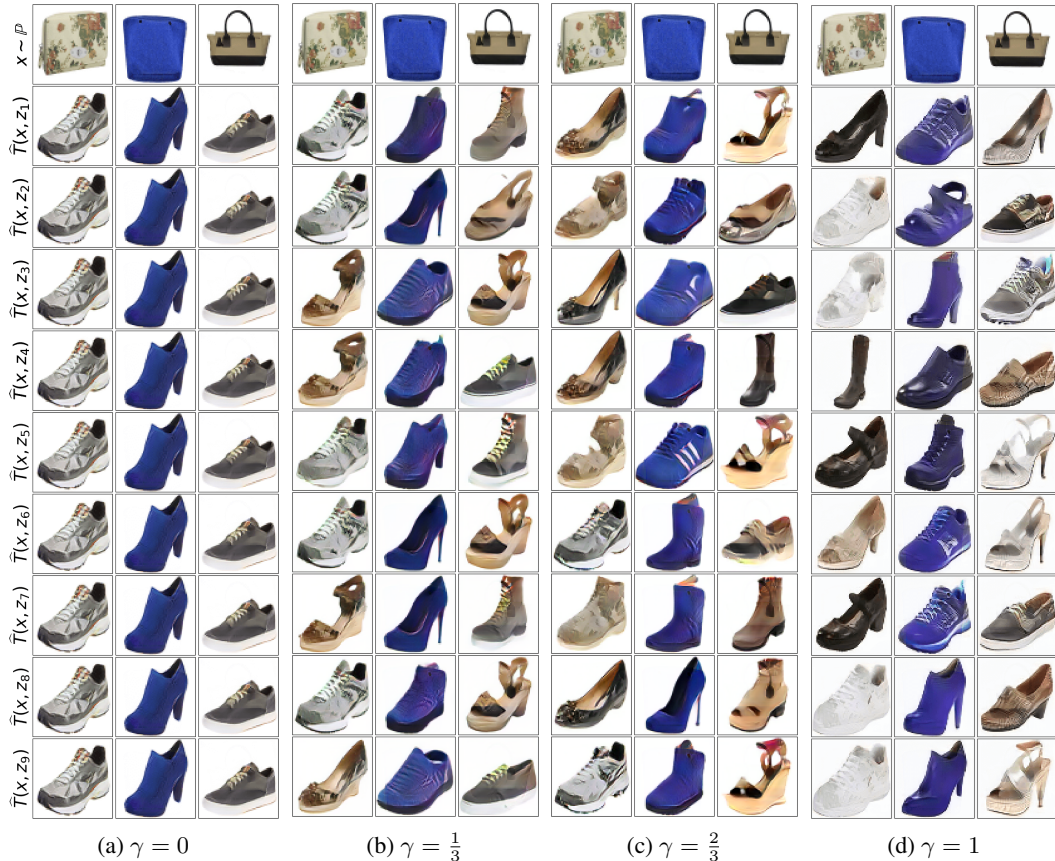 x ~ ℙ
T̂(x, z₁)
T̂(x, z₂)
T̂(x, z₃)
T̂(x, z₄)
T̂(x, z₅)
T̂(x, z₆)
T̂(x, z₇)
T̂(x, z₈)
T̂(x, z₉)
(a) γ = 0 (b) γ = 1/3 (c) γ = 2/3 (d) γ = 1